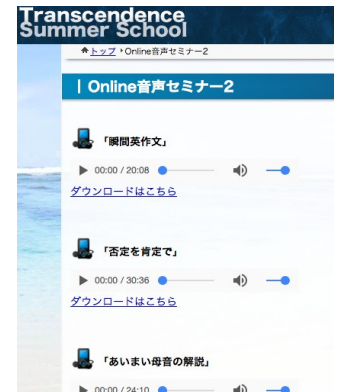 Transcendence
Summer School
トップ › Online音声セミナー2
| Online音声セミナー2
「瞬間英作文」
00:00 / 20:08
ダウンロードはこちら
「否定を肯定で」
00:00 / 30:36
ダウンロードはこちら
「あいまい母音の解説」
00:00 / 24:10